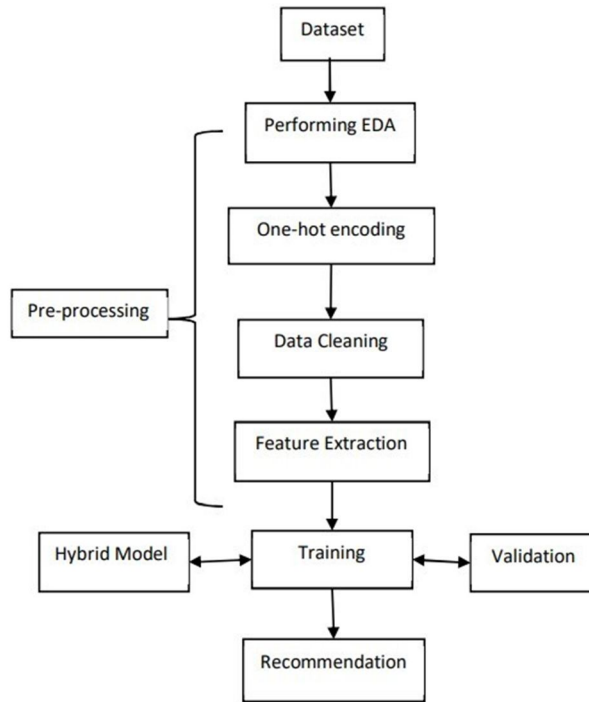 Dataset
Performing EDA
One-hot encoding
Pre-processing
Data Cleaning
Feature Extraction
Hybrid Model
Training
Validation
Recommendation